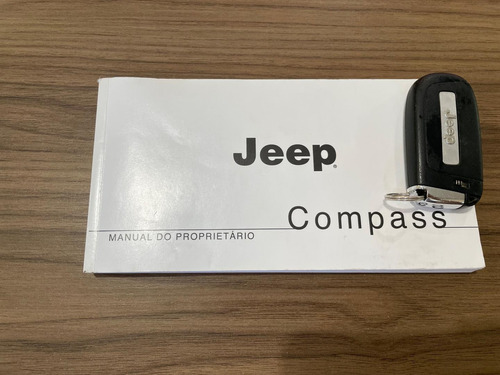 Jeep
Compass
MANUAL DO PROPRIETÁRIO
Jeep